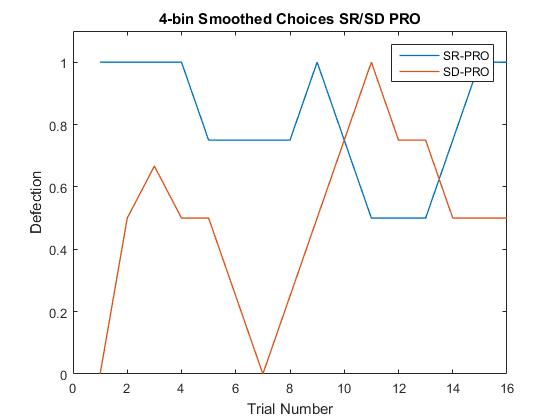 4-bin Smoothed Choices SR/SD PRO
SR-PRO
SD-PRO
1
0.8
0.6
0.4
0.2
0
Defection
0 2 4 6 8 10 12 14 16
Trial Number